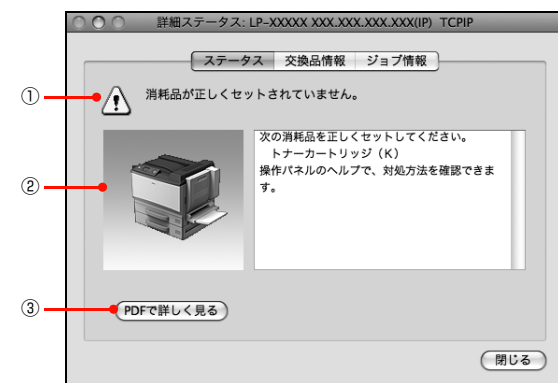 詳細ステータス: LP-XXXXX XXX.XXX.XXX.XXX(IP) TCPIP
ステータス 交換品情報 ジョブ情報
① 消耗品が正しくセットされていません。
②
次の消耗品を正しくセットしてください。
トナーカートリッジ（K）
操作パネルのヘルプで、対処方法を確認できま
す。
③ PDFで詳しく見る
閉じる